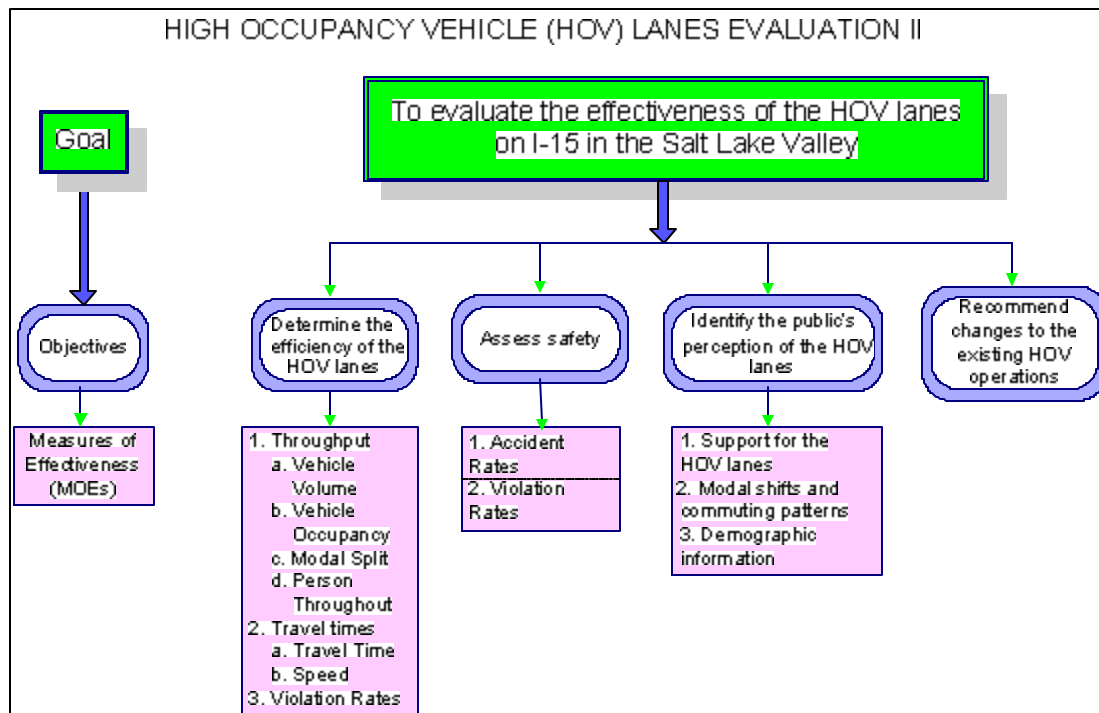 HIGH OCCUPANCY VEHICLE (HOV) LANES EVALUATION II
Goal
To evaluate the effectiveness of the HOV lanes
on I-15 in the Salt Lake Valley
Objectives
Determine the
efficiency of the
HOV lanes
Assess safety
Identify the public's
perception of the HOV
lanes
Recommend
changes to the
existing HOV
operations
Measures of
Effectiveness
(MOEs)
1. Throughput
a. Vehicle
Volume
b. Vehicle
Occupancy
c. Modal Split
d. Person
Throughout
2. Travel times
a. Travel Time
b. Speed
3. Violation Rates
1. Accident
Rates
2. Violation
Rates
1. Support for the
HOV lanes
2. Modal shifts and
commuting patterns
3. Demographic
information